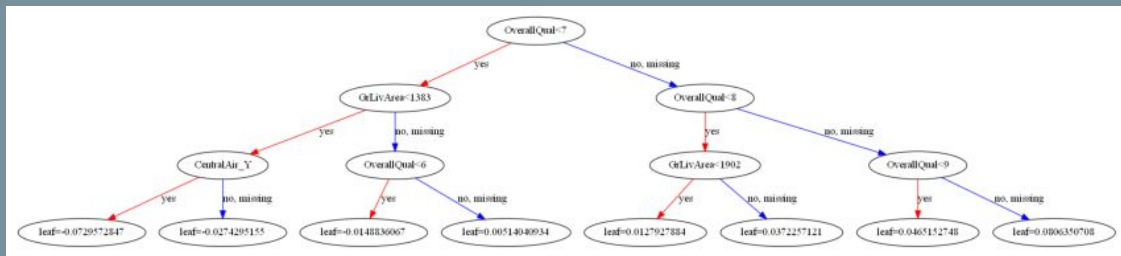 OverallQual<7
yes
no, missing
GrLivArea<1383
OverallQual<8
yes
no, missing
yes
no, missing
CentralAir_Y
OverallQual<6
GrLivArea<1902
OverallQual<9
yes
no, missing
yes
no, missing
yes
no, missing
yes
no, missing
leaf=-0.0729572847
leaf=-0.0274295155
leaf=-0.0148836067
leaf=0.00514040934
leaf=0.0127927884
leaf=0.0372257121
leaf=0.0465152748
leaf=0.0806350708